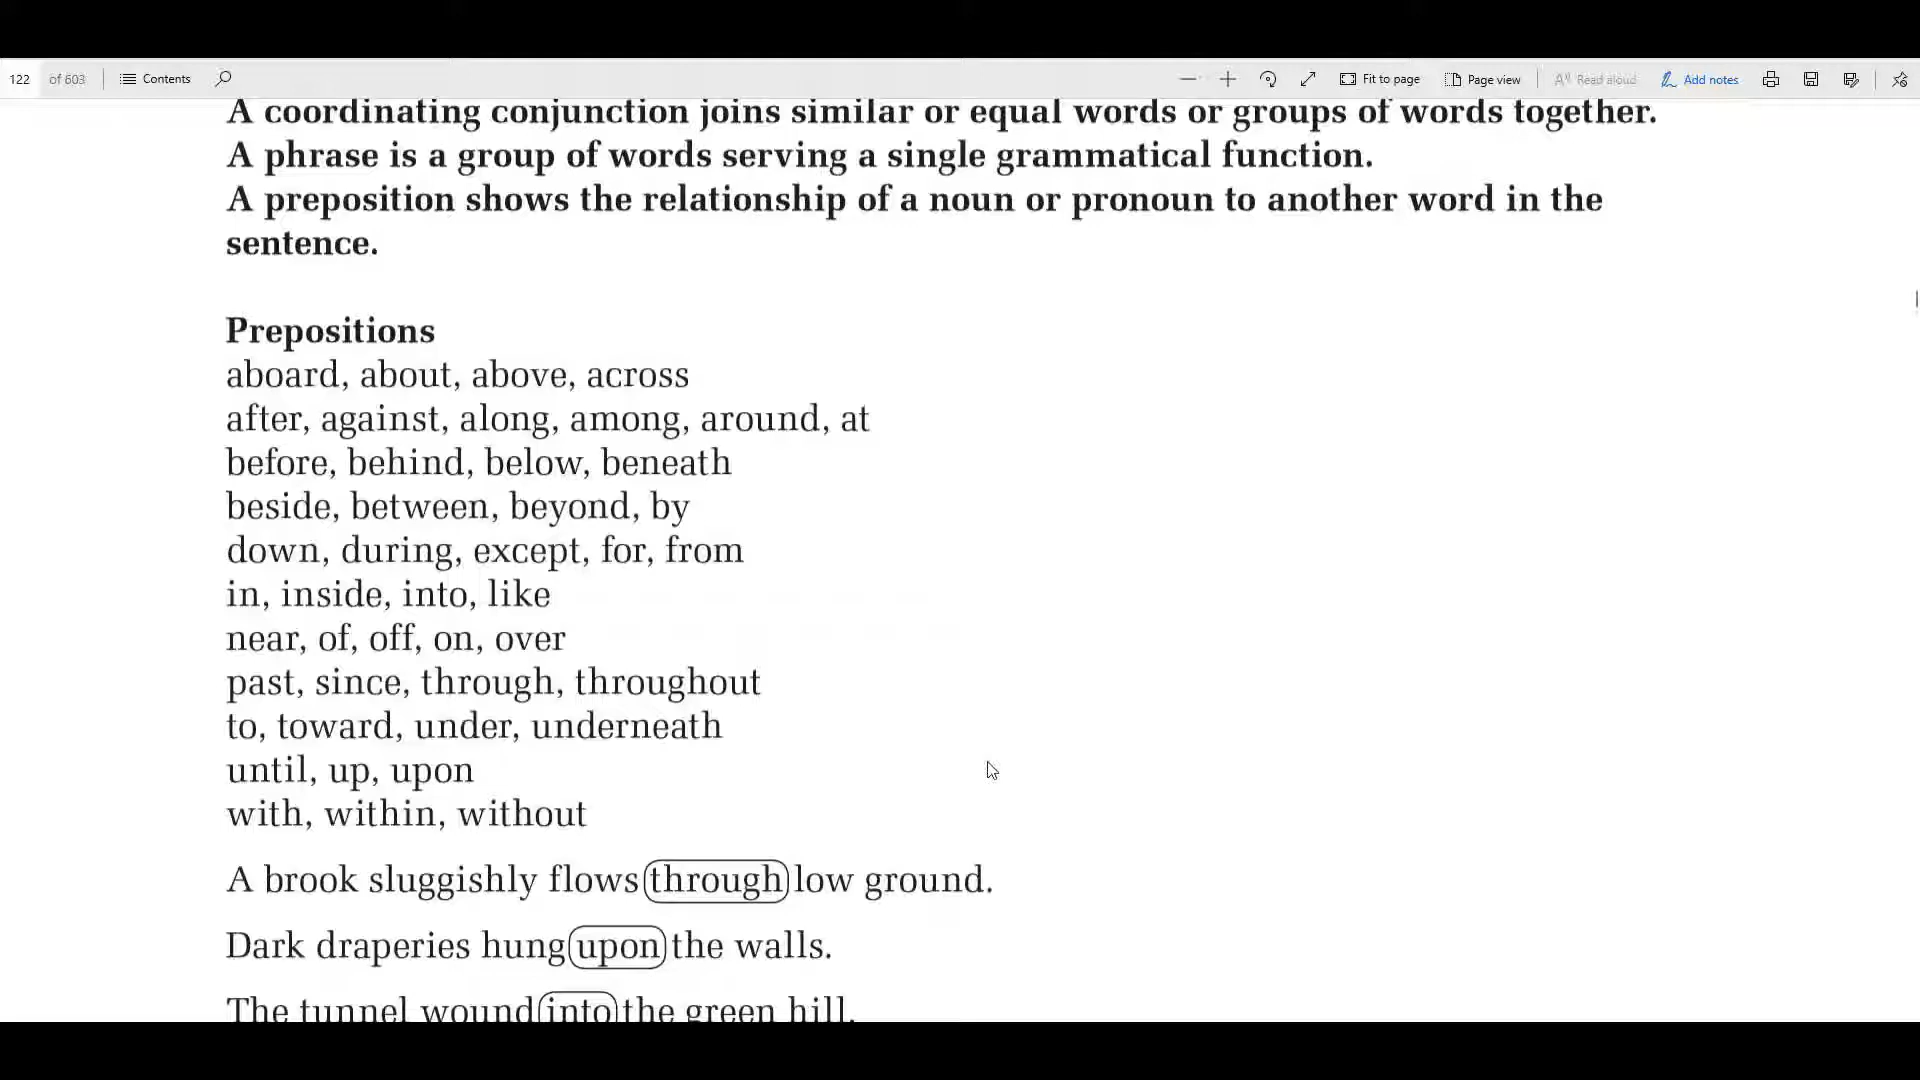 122 of 603 Contents Fit to page Page view Read aloud Add notes
A coordinating conjunction joins similar or equal words or groups of words together.
A phrase is a group of words serving a single grammatical function.
A preposition shows the relationship of a noun or pronoun to another word in the
sentence.
Prepositions
aboard, about, above, across
after, against, along, among, around, at
before, behind, below, beneath
beside, between, beyond, by
down, during, except, for, from
in, inside, into, like
near, of, off, on, over
past, since, through, throughout
to, toward, under, underneath
until, up, upon
with, within, without
A brook sluggishly flows through low ground.
Dark draperies hung upon the walls.
The tunnel wound into the green hill.